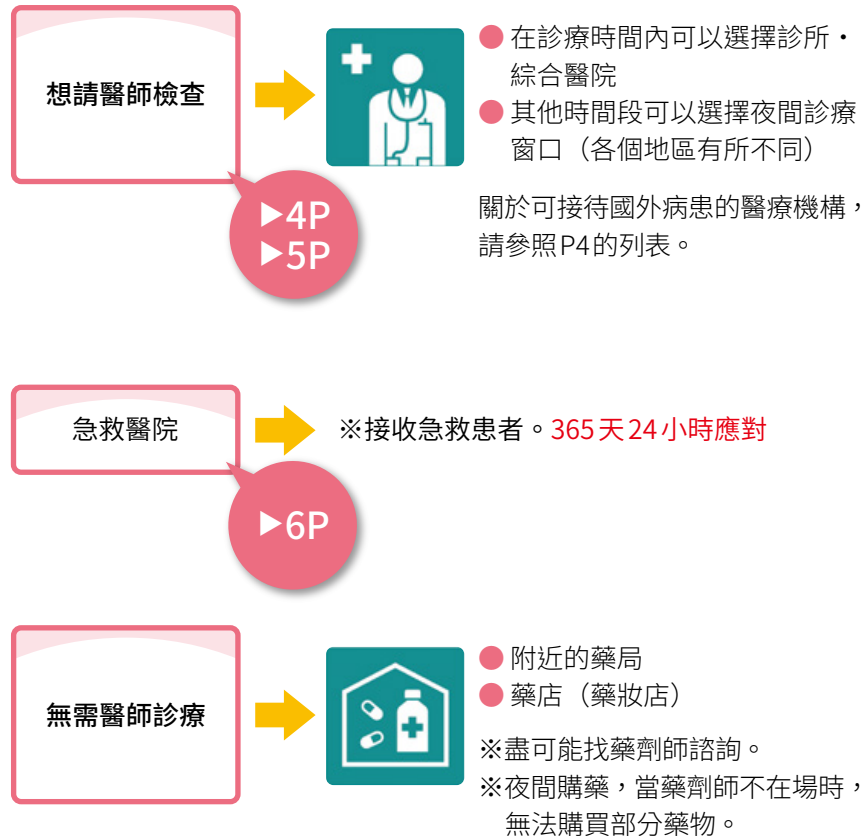 想請醫師檢查
▶4P
▶5P
● 在診療時間內可以選擇診所・
綜合醫院
● 其他時間段可以選擇夜間診療
窗口（各個地區有所不同）
關於可接待國外病患的醫療機構，
請參照P4的列表。
急救醫院
▶6P
※接收急救患者。365天24小時應對
無需醫師診療
● 附近的藥局
● 藥店（藥妝店）
※盡可能找藥劑師諮詢。
※夜間購藥，當藥劑師不在場時，
無法購買部分藥物。